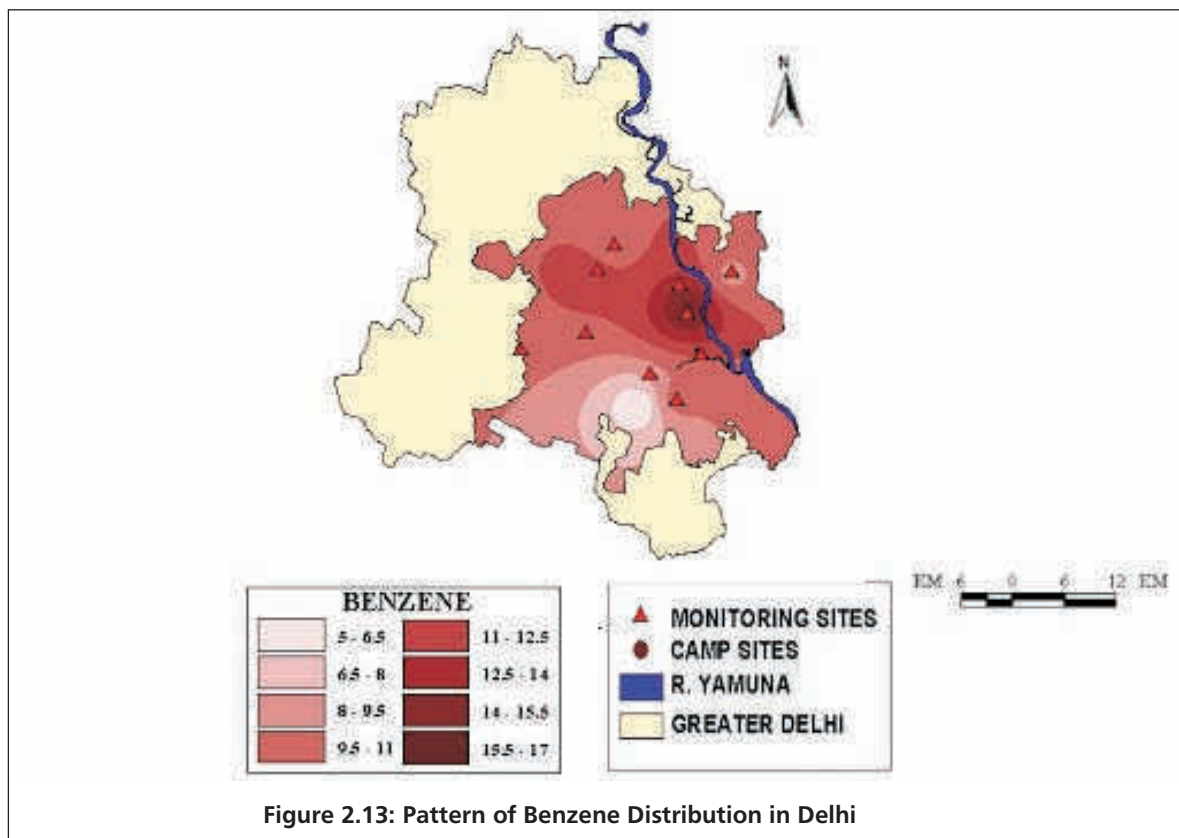 N
KM 6 0 6 12 KM
BENZENE
5 - 6.5
6.5 - 8
8 - 9.5
9.5 - 11
11 - 12.5
12.5 - 14
14 - 15.5
15.5 - 17
MONITORING SITES
CAMP SITES
R. YAMUNA
GREATER DELHI
Figure 2.13: Pattern of Benzene Distribution in Delhi